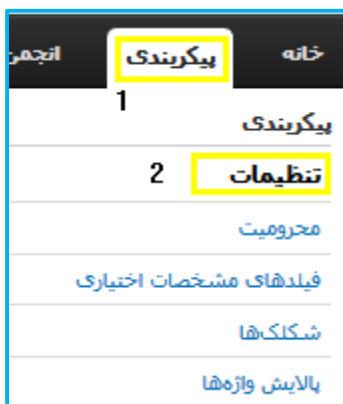 خانه پیکربندی انجمن
1
پیکربندی
تنظیمات 2
محرومیت
فیلدهای مشخصات اختیاری
شکلک‌ها
پالایش واژه‌ها